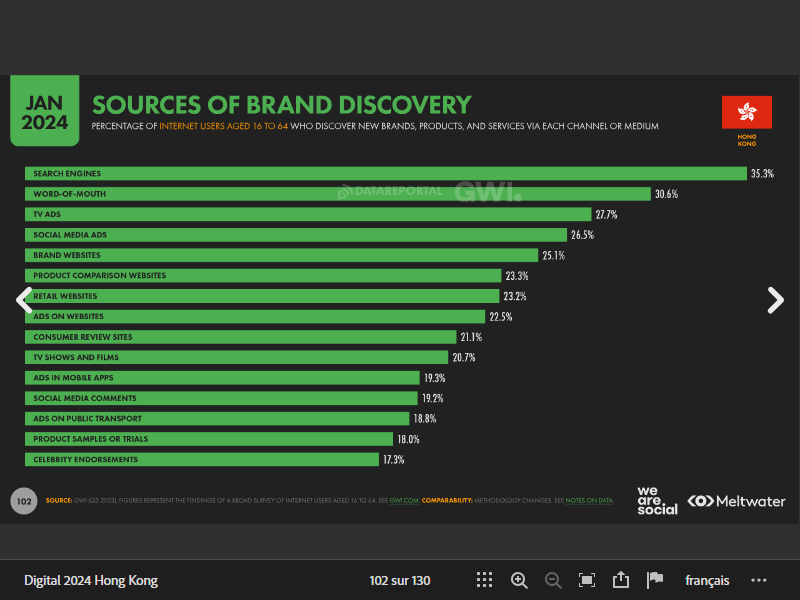 JAN
2024
SOURCES OF BRAND DISCOVERY
PERCENTAGE OF INTERNET USERS AGED 16 TO 64 WHO DISCOVER NEW BRANDS, PRODUCTS, AND SERVICES VIA EACH CHANNEL OR MEDIUM
HONG
KONG
SEARCH ENGINES 35.3%
WORD-OF-MOUTH 30.6%
DATAREPORTAL GWI.
TV ADS 27.7%
SOCIAL MEDIA ADS 26.5%
BRAND WEBSITES 25.1%
PRODUCT COMPARISON WEBSITES 23.3%
RETAIL WEBSITES 23.2%
ADS ON WEBSITES 22.5%
CONSUMER REVIEW SITES 21.1%
TV SHOWS AND FILMS 20.7%
ADS IN MOBILE APPS 19.3%
SOCIAL MEDIA COMMENTS 19.2%
ADS ON PUBLIC TRANSPORT 18.8%
PRODUCT SAMPLES OR TRIALS 18.0%
CELEBRITY ENDORSEMENTS 17.3%
102 SOURCE: GWI (Q3 2023). FIGURES REPRESENT THE FINDINGS OF A BROAD SURVEY OF INTERNET USERS AGED 16 TO 64. SEE GWI.COM. COMPARABILITY: METHODOLOGY CHANGES. SEE NOTES ON DATA.
we
are.
social
Meltwater
Digital 2024 Hong Kong 102 sur 130 français